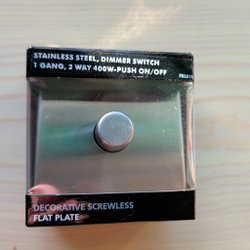 STAINLESS STEEL, DIMMER SWITCH
1 GANG, 2 WAY 400W-PUSH ON/OFF
DECORATIVE SCREWLESS
FLAT PLATE